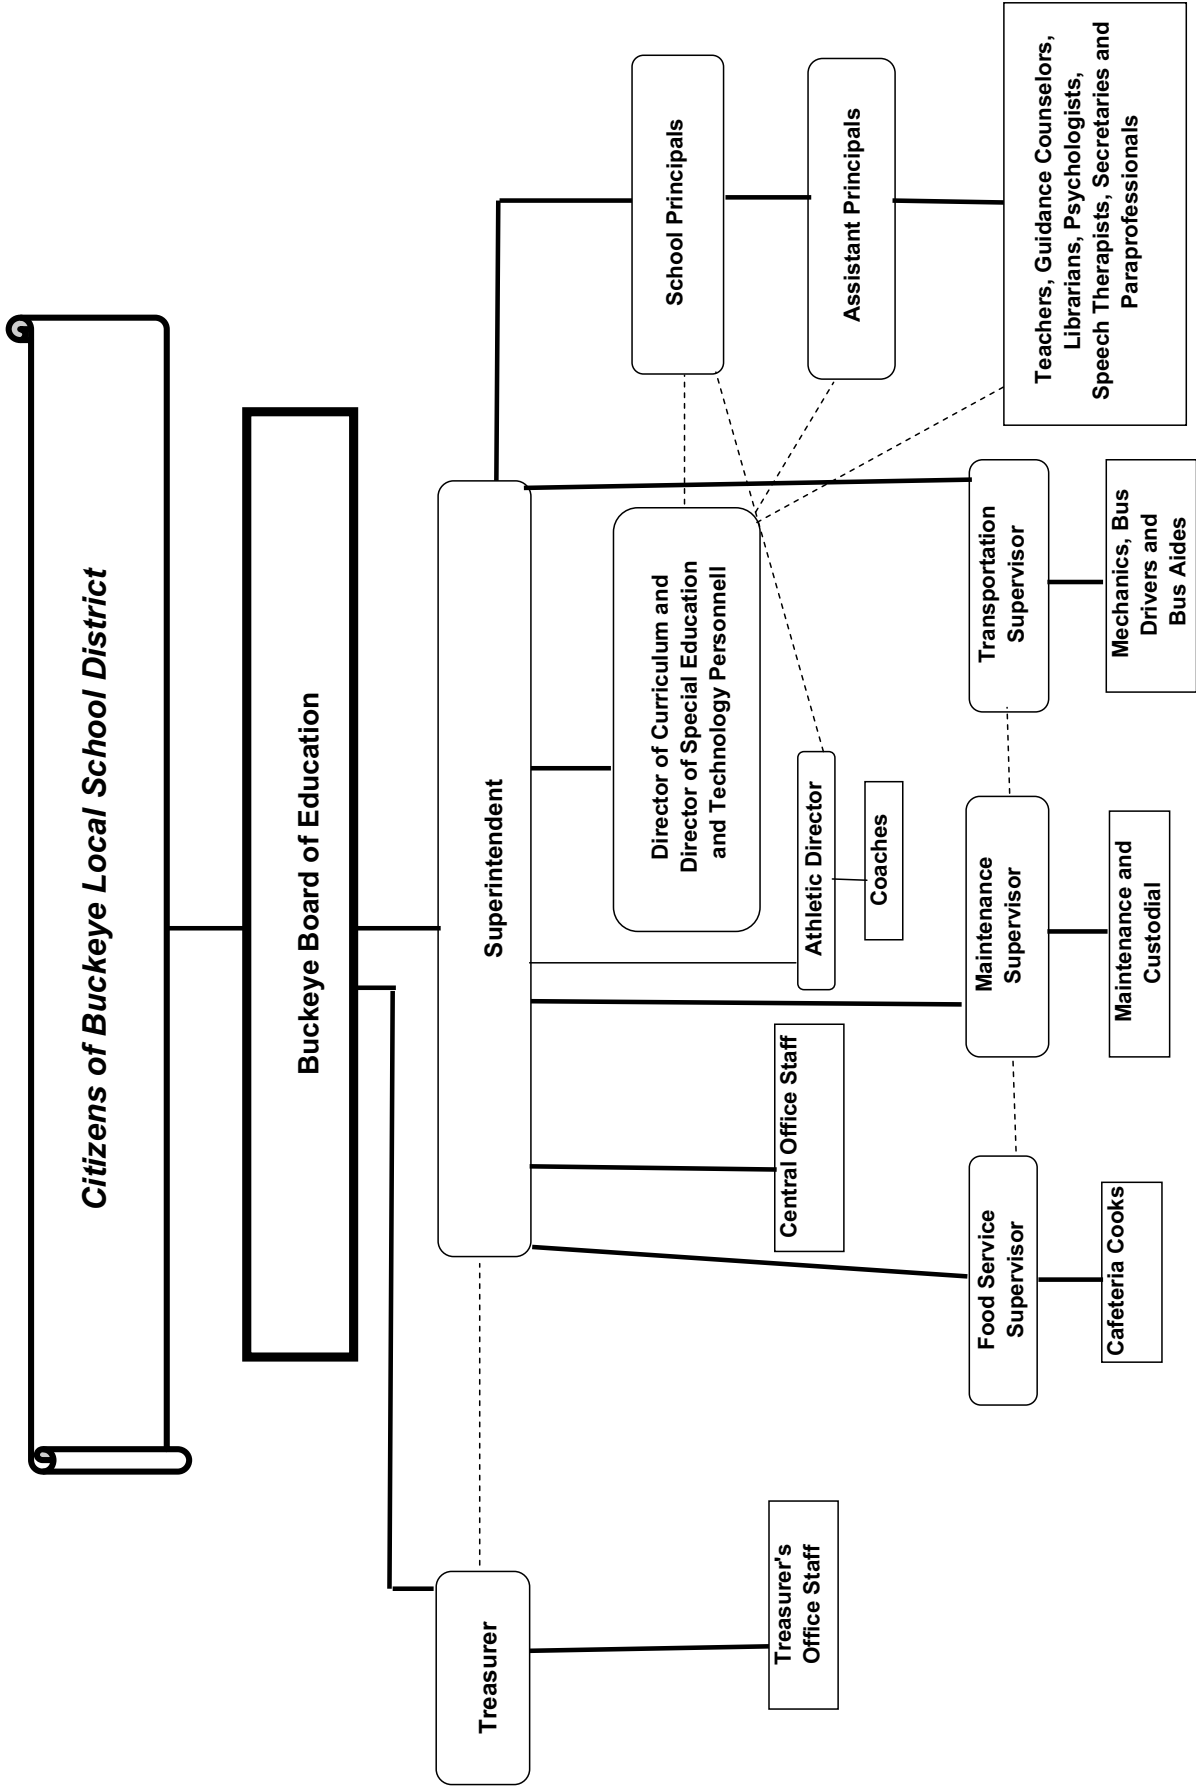 Citizens of Buckeye Local School District
Buckeye Board of Education
Treasurer
Superintendent
School Principals
Director of Curriculum and
Director of Special Education
and Technology Personnell
Assistant Principals
Treasurer's
Office Staff
Central Office Staff
Athletic Director
Coaches
Teachers, Guidance Counselors,
Librarians, Psychologists,
Speech Therapists, Secretaries and
Paraprofessionals
Food Service
Supervisor
Maintenance
Supervisor
Transportation
Supervisor
Cafeteria Cooks
Maintenance and
Custodial
Mechanics, Bus
Drivers and
Bus Aides